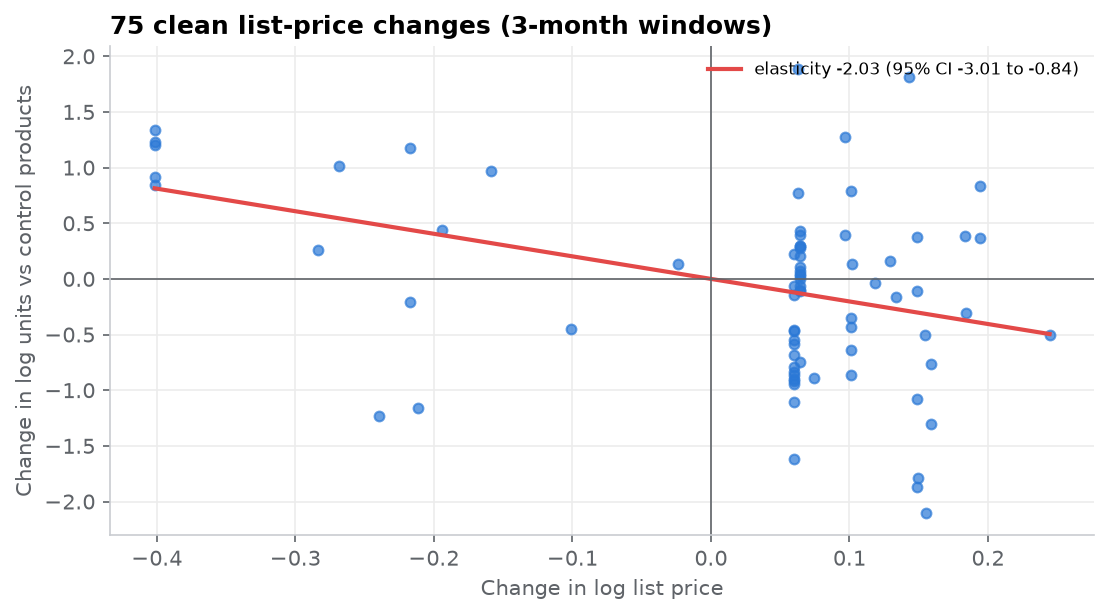 75 clean list-price changes (3-month windows)
elasticity -2.03 (95% CI -3.01 to -0.84)
Change in log units vs control products
2.0
1.5
1.0
0.5
0.0
−0.5
−1.0
−1.5
−2.0
−0.4 −0.3 −0.2 −0.1 0.0 0.1 0.2
Change in log list price